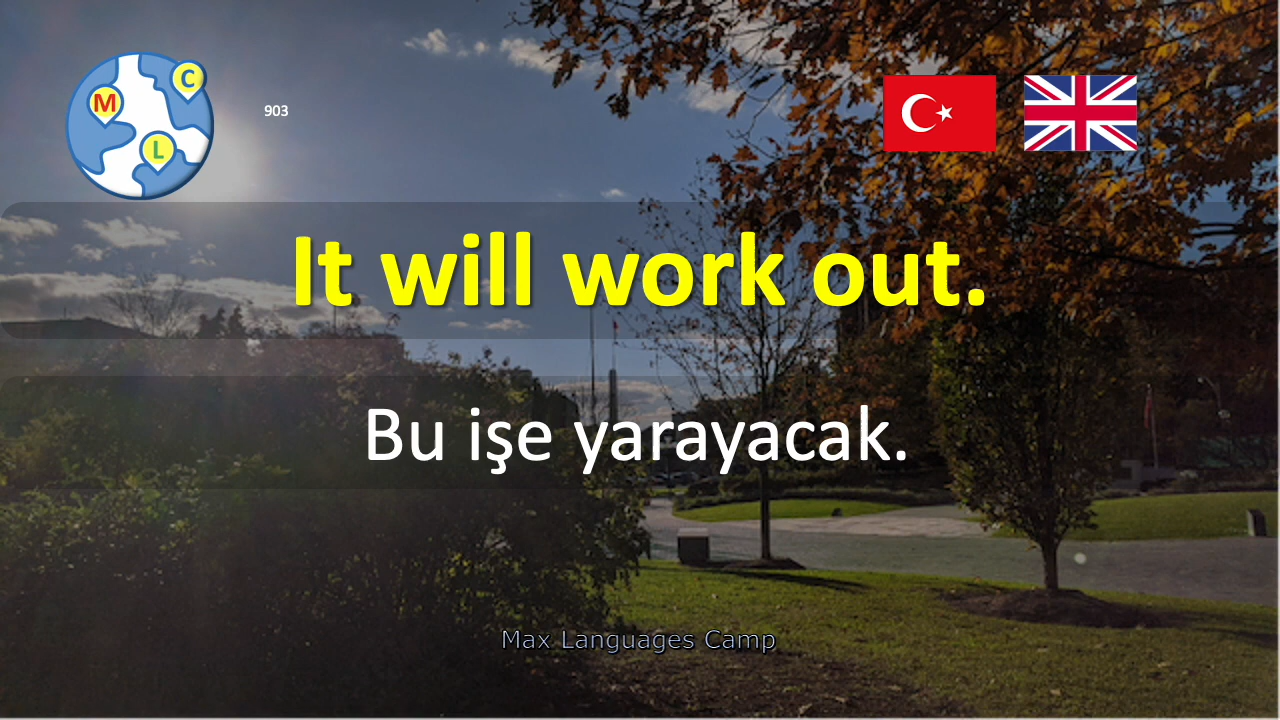 C
M
903
L
It will work out.
Bu işe yarayacak.
Max Languages Camp